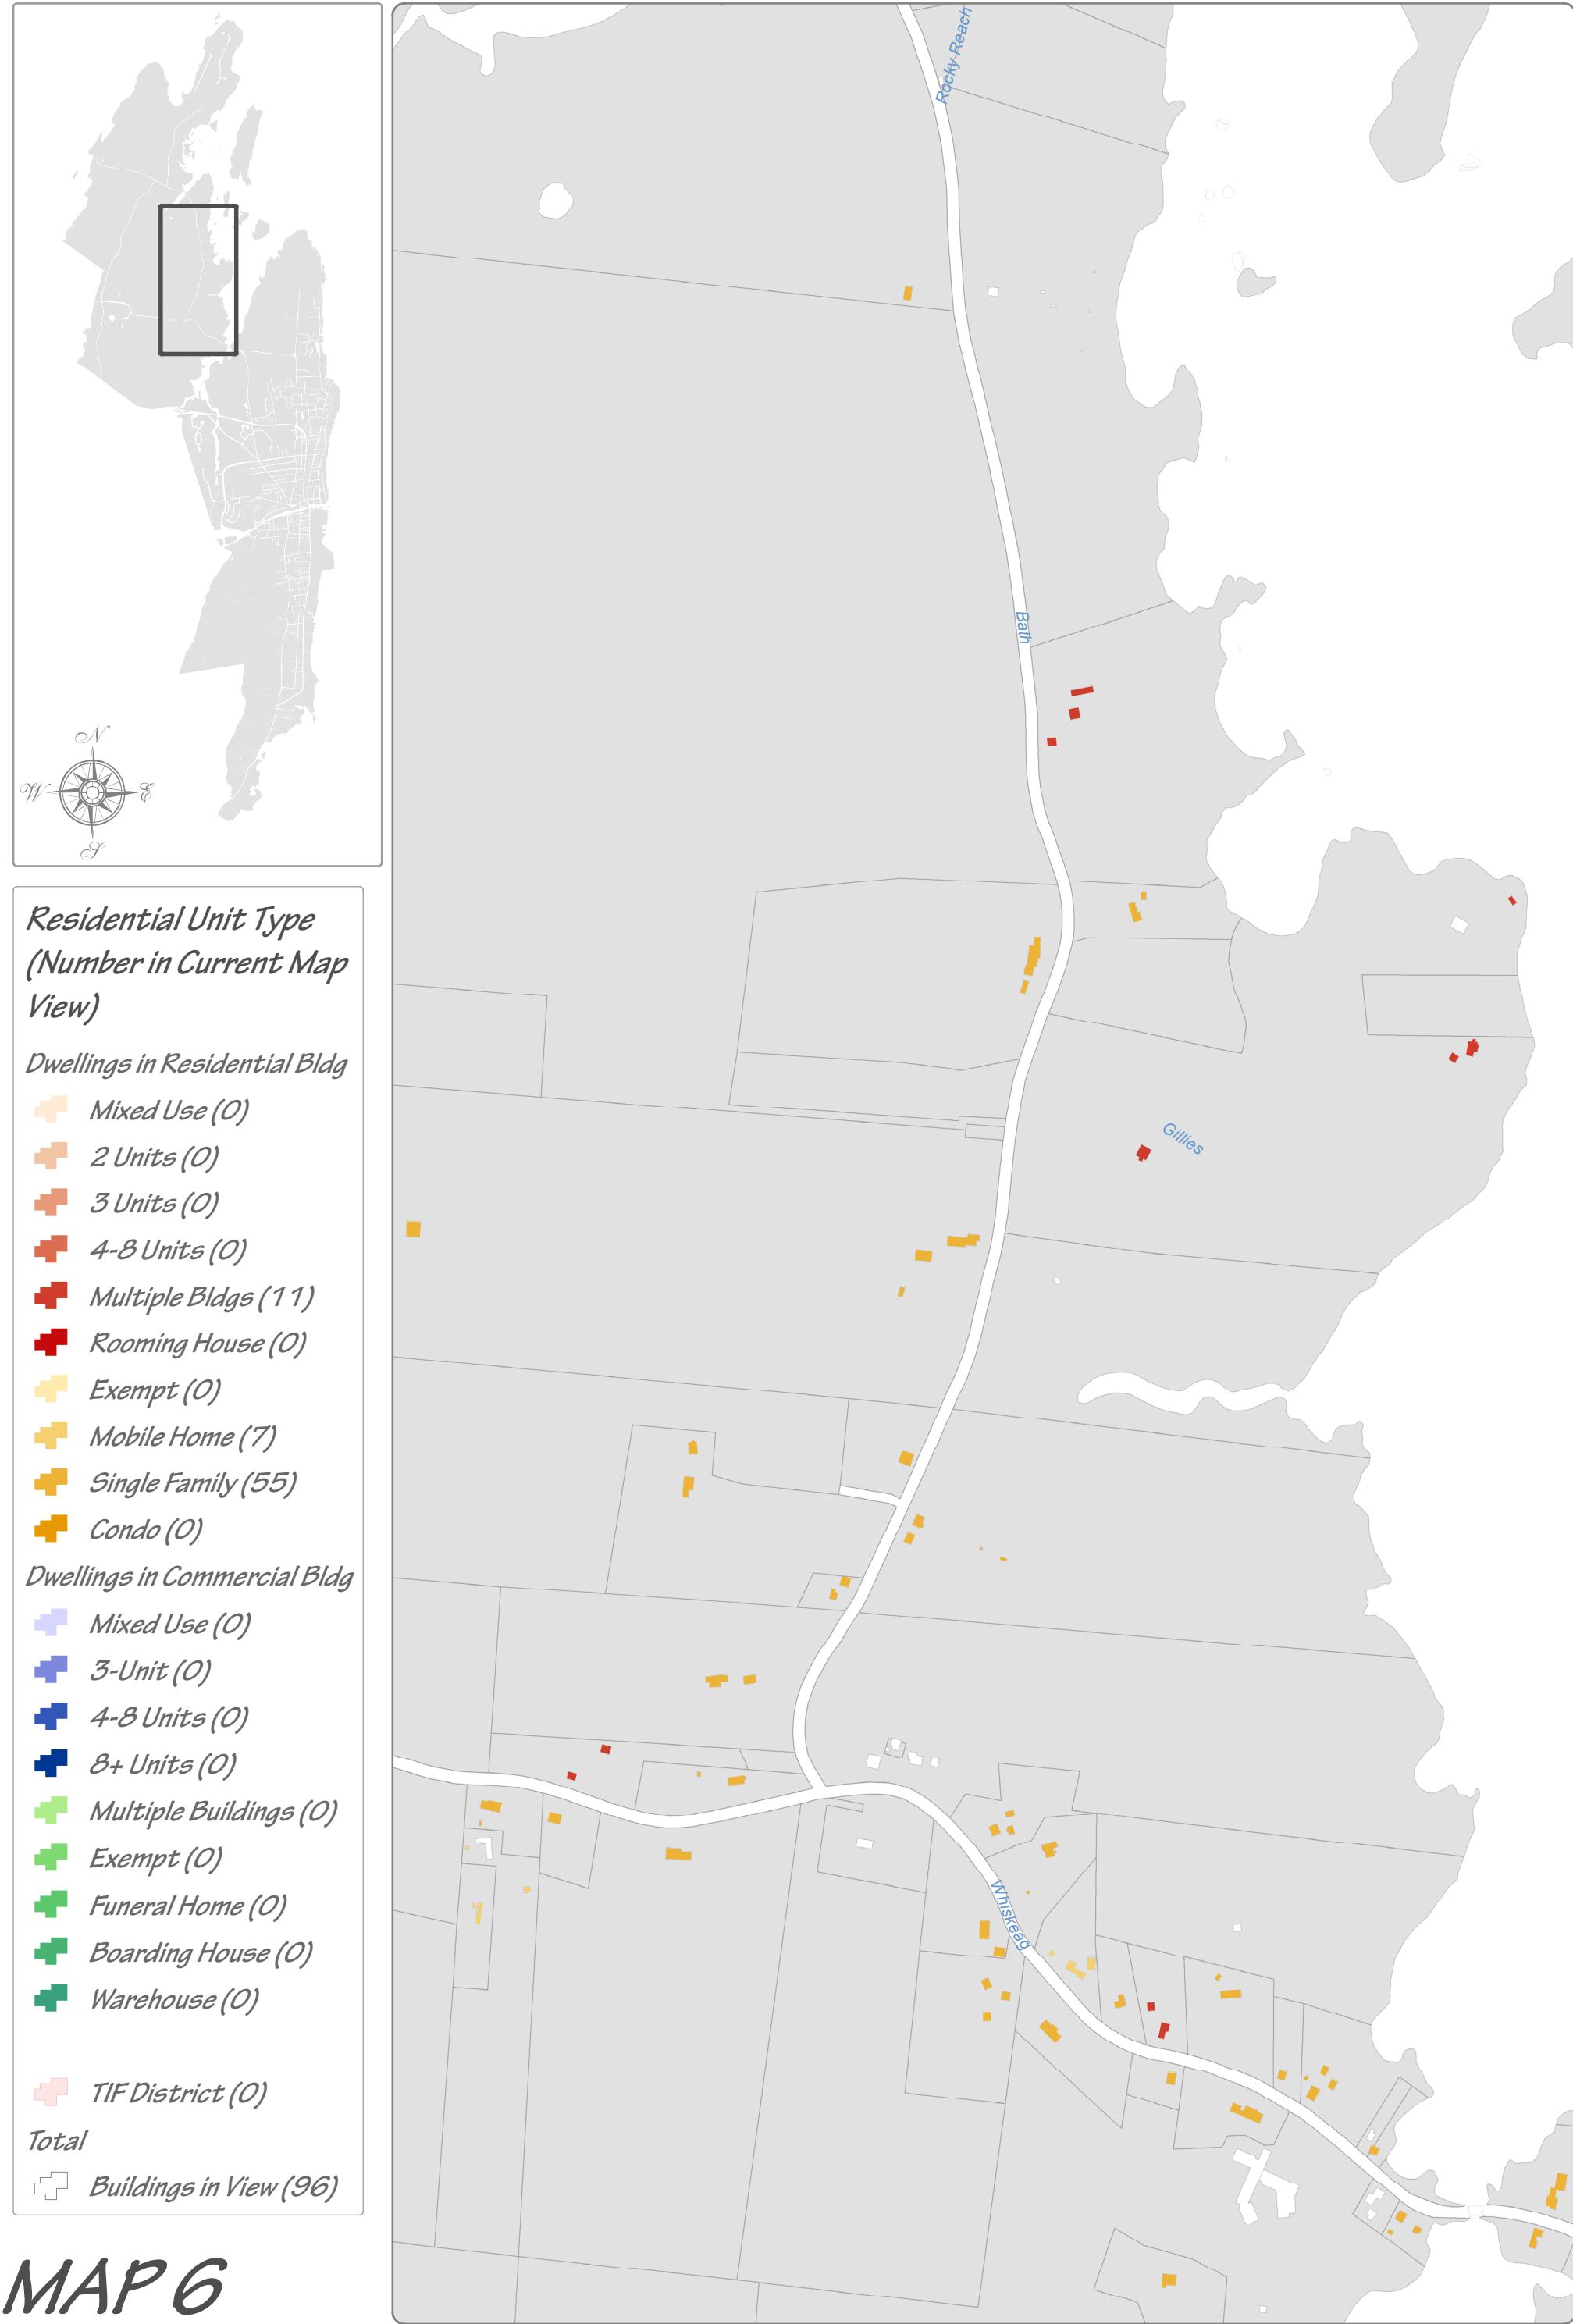 N
W
E
S
Residential Unit Type
(Number in Current Map
View)
Dwellings in Residential Bldg
Mixed Use (0)
2 Units (0)
3 Units (0)
4-8 Units (0)
Multiple Bldgs (11)
Rooming House (0)
Exempt (0)
Mobile Home (7)
Single Family (55)
Condo (0)
Dwellings in Commercial Bldg
Mixed Use (0)
3-Unit (0)
4-8 Units (0)
8+ Units (0)
Multiple Buildings (0)
Exempt (0)
Funeral Home (0)
Boarding House (0)
Warehouse (0)
TIF District (0)
Total
Buildings in View (96)
MAP 6
Rocky Reach
Bath
Gillies
Whiskeag